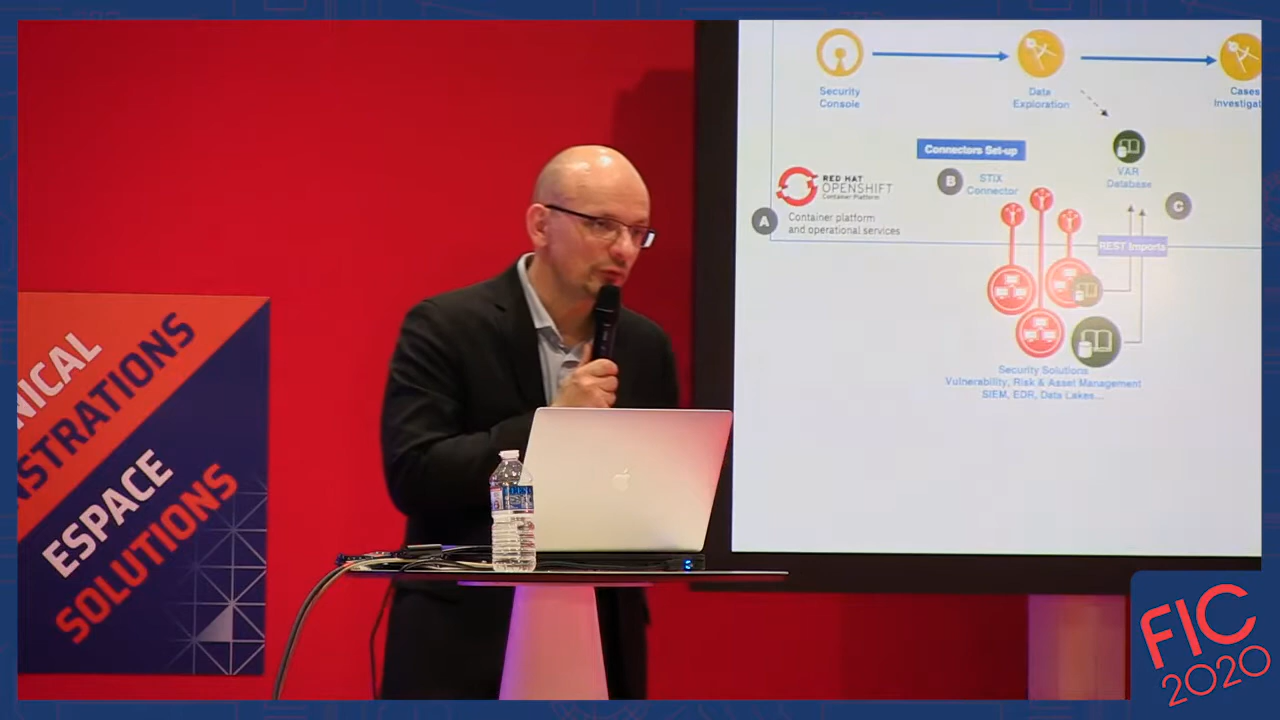 NICAL
NSTRATIONS
ESPACE
SOLUTIONS
Security
Console
Data
Exploration
Cases
Investigat
Connectors Set-up
B
STIX
Connector
VAR
Database
C
RED HAT
OPENSHIFT
Container Platform
A
Container platform
and operational services
REST Imports
Security Solutions
Vulnerability, Risk & Asset Management
SIEM, EDR, Data Lakes...
FIC
2020